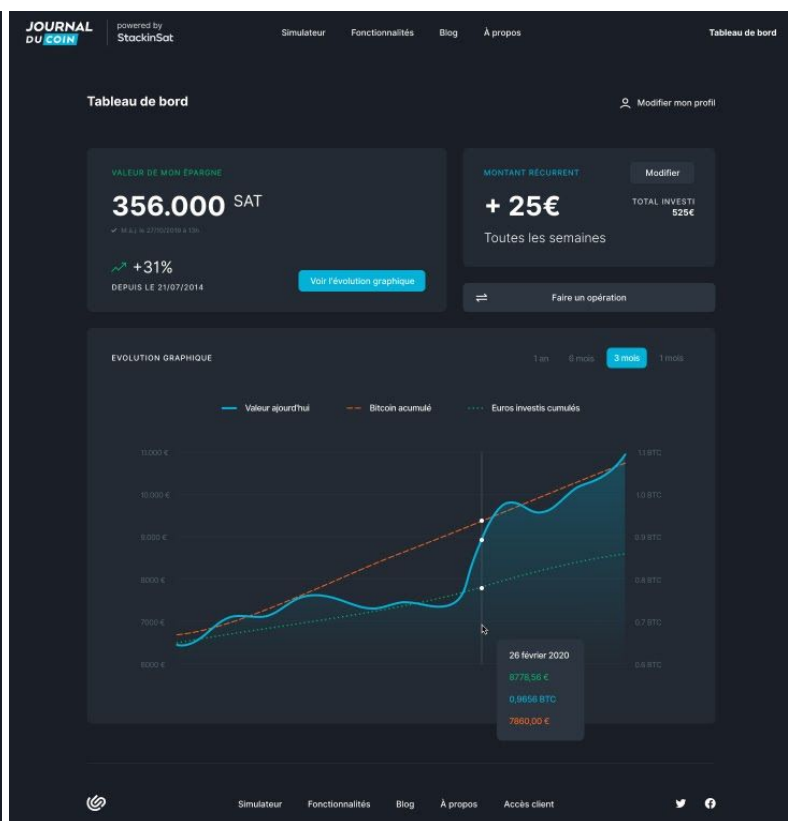 JOURNAL
DU COIN
powered by
StackinSat
Simulateur Fonctionnalités Blog À propos Tableau de bord
Tableau de bord
Modifier mon profil
VALEUR DE MON ÉPARGNE
356.000 SAT
+31%
DEPUIS LE 21/07/2014
Voir l'évolution graphique
MONTANT RÉCURRENT
Modifier
+ 25€
TOTAL INVESTI
525€
Toutes les semaines
Faire un opération
EVOLUTION GRAPHIQUE
1 an 6 mois 3 mois 1 mois
Valeur ajourd'hui Bitcoin acumulé Euros investis cumulés
11.000 € 1.1 BTC
10.000 € 1.0 BTC
9.000 € 0.9 BTC
8000 € 0.8 BTC
7000 € 0.7 BTC
6000 € 0.6 BTC
26 février 2020
8778,56 €
0,9656 BTC
7860,00 €
Simulateur Fonctionnalités Blog À propos Accès client